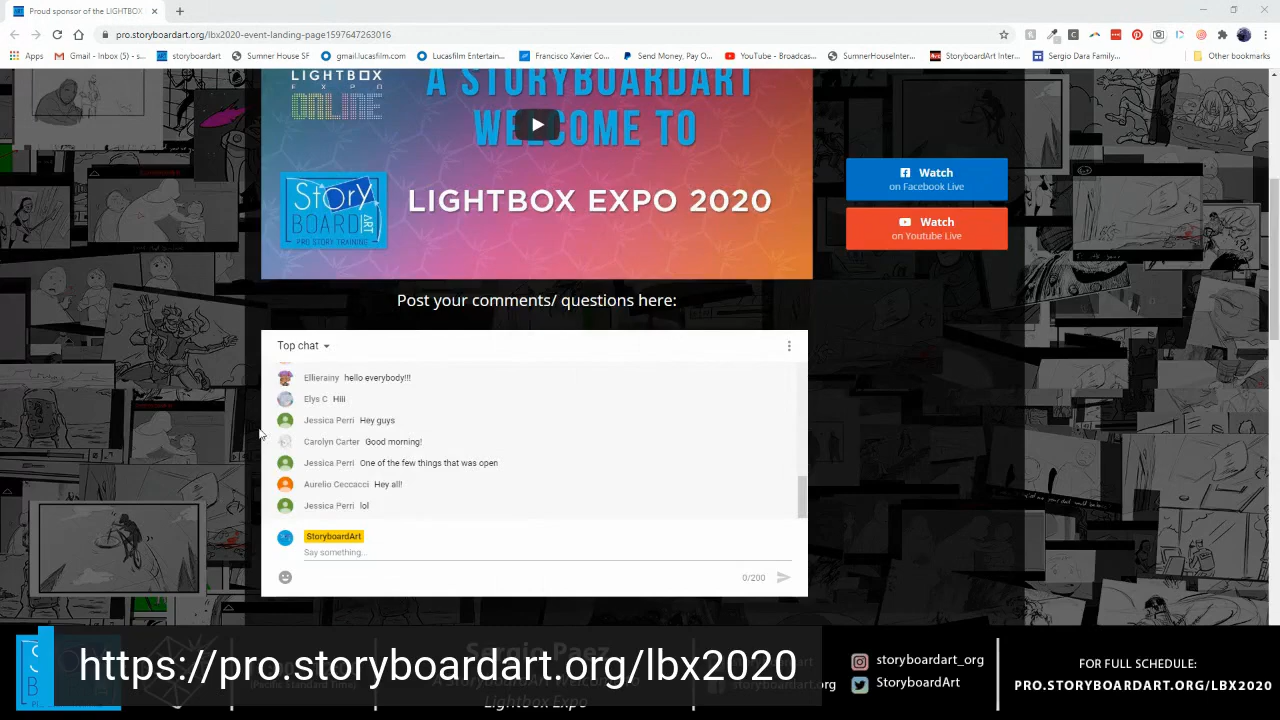 Proud sponsor of the LIGHTBOX
pro.storyboardart.org/lbx2020-event-landing-page1597647263016
Apps
Gmail - Inbox (5) - s...
storyboardart
Sumner House SF
gmail.lucasfilm.com
Lucasfilm Entertain...
Francisco Xavier Co...
Send Money, Pay O...
YouTube - Broadcas...
SumnerHouseInter...
StoryboardArt Inter...
Sergio Dara Family...
Other bookmarks
LIGHTBOX
EXPO
ONLINE
A STORYBOARDART
WELCOME TO
LIGHTBOX EXPO 2020
Story
BOARD
ART
PRO STORY TRAINING
Watch
on Facebook Live
Watch
on Youtube Live
Post your comments/ questions here:
Top chat
Ellierainy hello everybody!!!
Elys C Hiii
Jessica Perri Hey guys
Carolyn Carter Good morning!
Jessica Perri One of the few things that was open
Aurelio Ceccacci Hey all!
Jessica Perri lol
StoryboardArt
Say something...
0/200
https://pro.storyboardart.org/lbx2020
Lightbox Expo
storyboardart_org
StoryboardArt
FOR FULL SCHEDULE:
PRO.STORYBOARDART.ORG/LBX2020